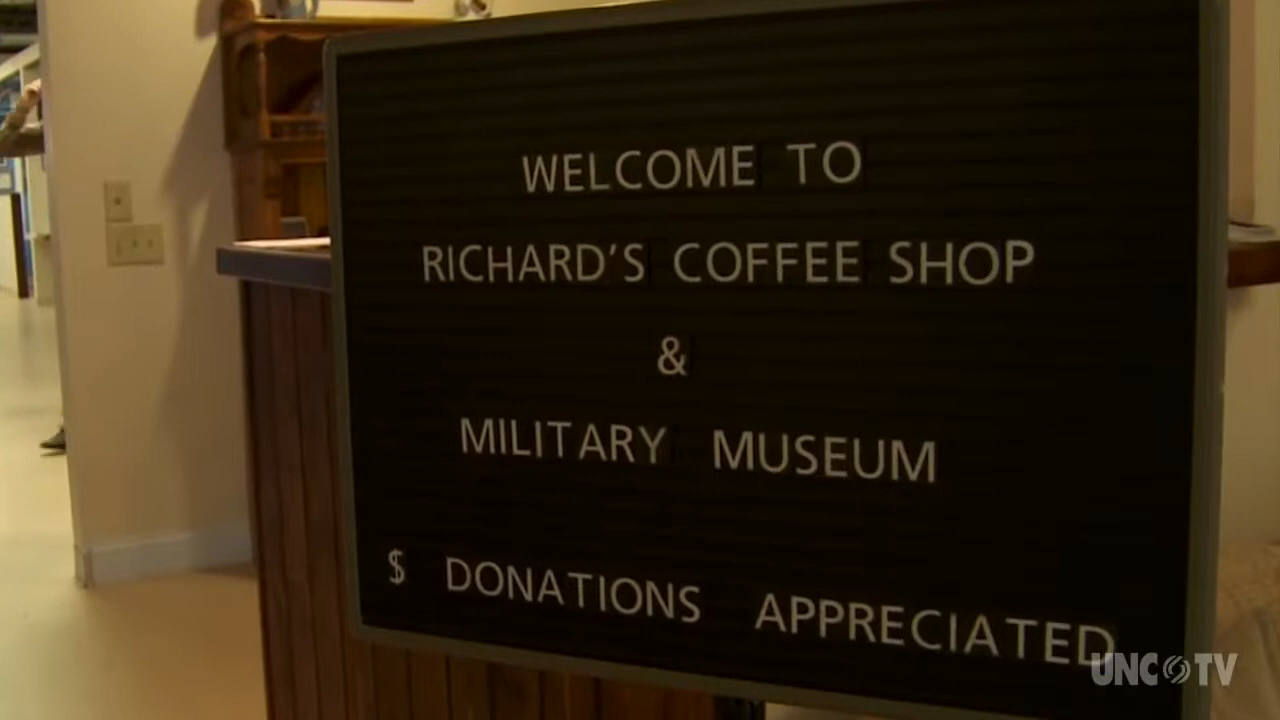 WELCOME TO
RICHARD'S COFFEE SHOP
&
MILITARY MUSEUM
$ DONATIONS APPRECIATED
UNC TV